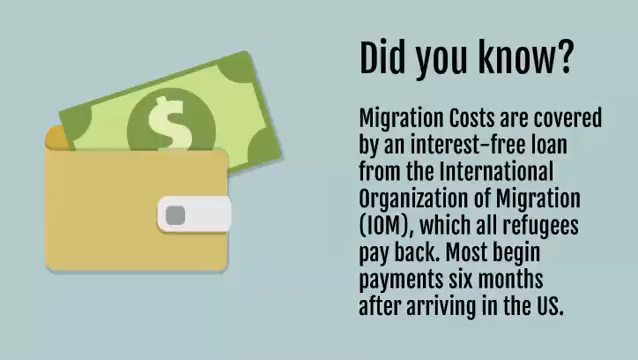 Did you know?
Migration Costs are covered
by an interest-free loan
from the International
Organization of Migration
(IOM), which all refugees
pay back. Most begin
payments six months
after arriving in the US.
$